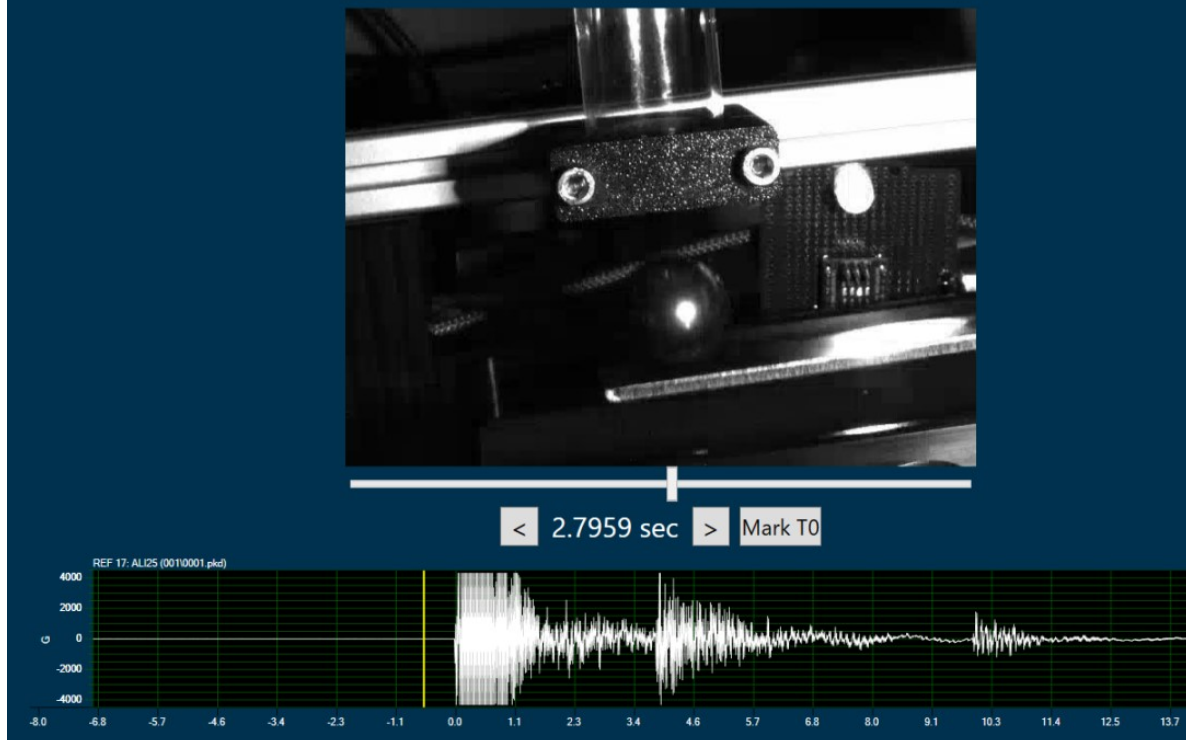 < 2.7959 sec > Mark T0
REF 17: ALI25 (001\0001.pkd)
4000
2000
0
-2000
-4000
G
-8.0 -6.8 -5.7 -4.6 -3.4 -2.3 -1.1 0.0 1.1 2.3 3.4 4.6 5.7 6.8 8.0 9.1 10.3 11.4 12.5 13.7